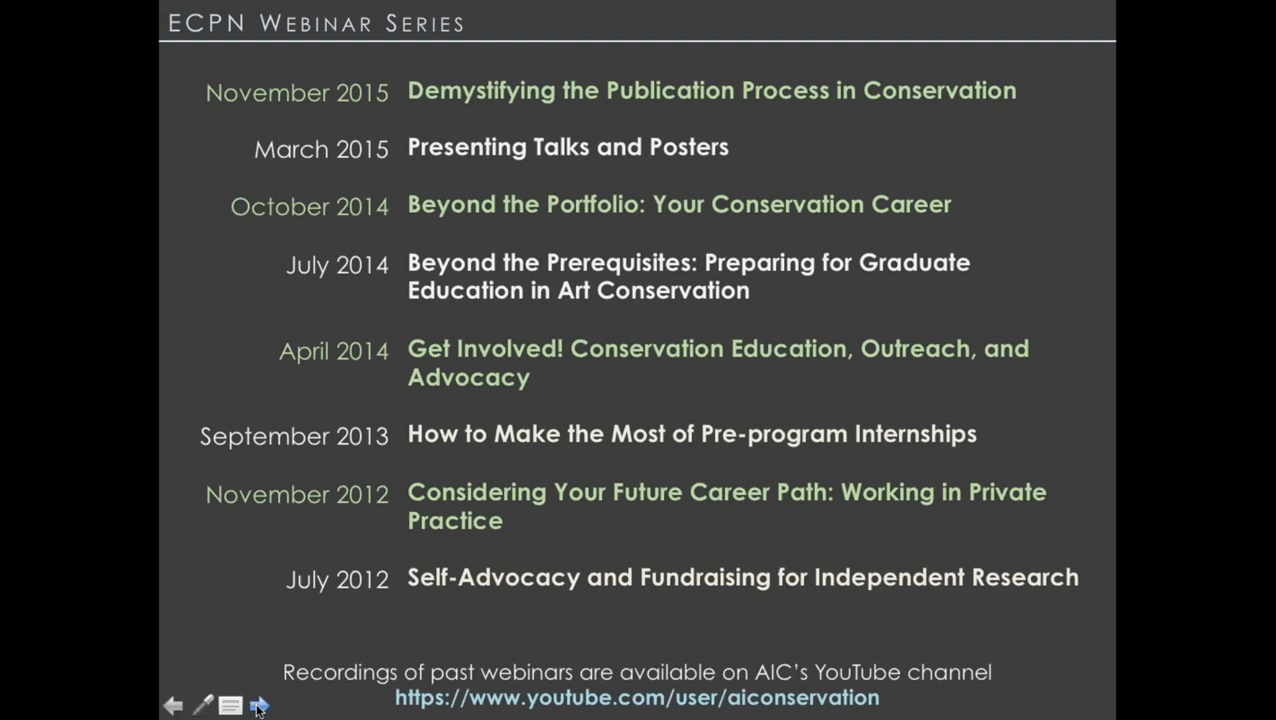 ECPN WEBINAR SERIES
November 2015 Demystifying the Publication Process in Conservation
March 2015 Presenting Talks and Posters
October 2014 Beyond the Portfolio: Your Conservation Career
July 2014 Beyond the Prerequisites: Preparing for Graduate
Education in Art Conservation
April 2014 Get Involved! Conservation Education, Outreach, and
Advocacy
September 2013 How to Make the Most of Pre-program Internships
November 2012 Considering Your Future Career Path: Working in Private
Practice
July 2012 Self-Advocacy and Fundraising for Independent Research
Recordings of past webinars are available on AIC's YouTube channel
https://www.youtube.com/user/aiconservation